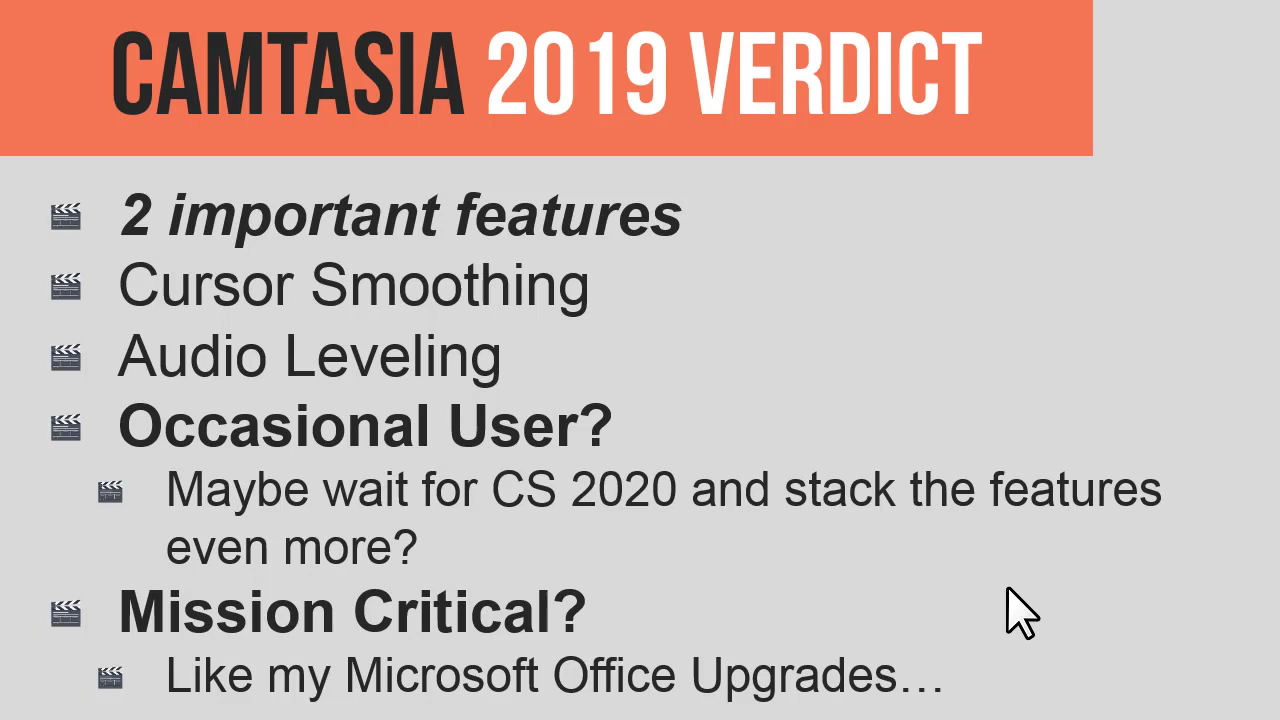 CAMTASIA 2019 VERDICT
2 important features
Cursor Smoothing
Audio Leveling
Occasional User?
Maybe wait for CS 2020 and stack the features
even more?
Mission Critical?
Like my Microsoft Office Upgrades…